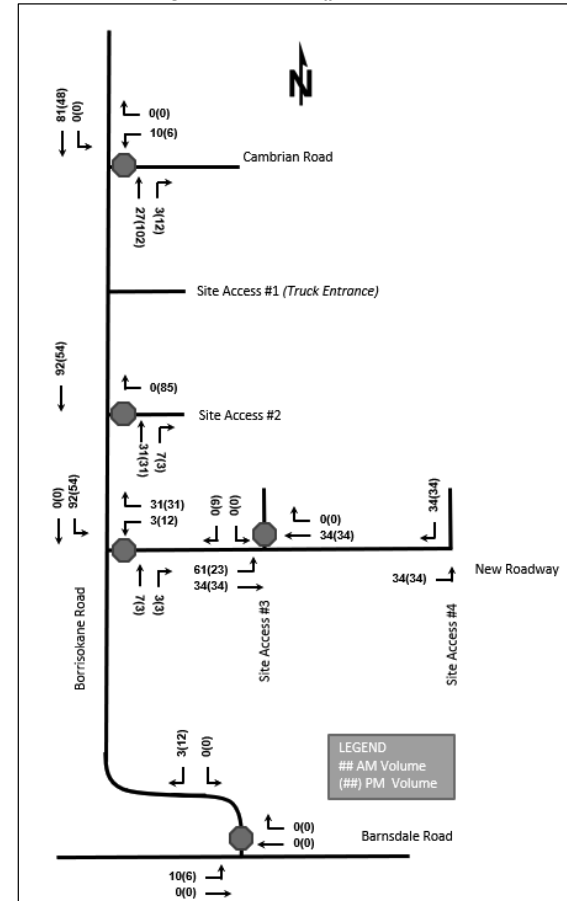 N
81(48)
0(0)
0(0)
10(6)
Cambrian Road
27(102)
3(12)
Site Access #1 (Truck Entrance)
92(54)
0(85)
Site Access #2
31(31)
7(3)
0(0)
92(54)
31(31)
3(12)
0(9)
0(0)
0(0)
34(34)
34(34)
7(3)
3(3)
61(23)
34(34)
34(34)
New Roadway
Borrisokane Road
Site Access #3
Site Access #4
3(12)
0(0)
LEGEND
## AM Volume
(##) PM Volume
0(0)
0(0)
Barnsdale Road
10(6)
0(0)